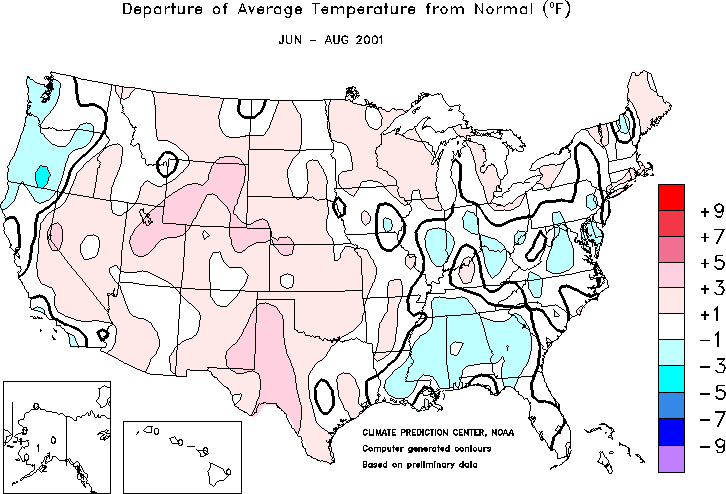 Departure of Average Temperature from Normal (°F)
JUN - AUG 2001
+9
+7
+5
+3
+1
-1
-3
-5
-7
-9
CLIMATE PREDICTION CENTER, NOAA
Computer generated contours
Based on preliminary data